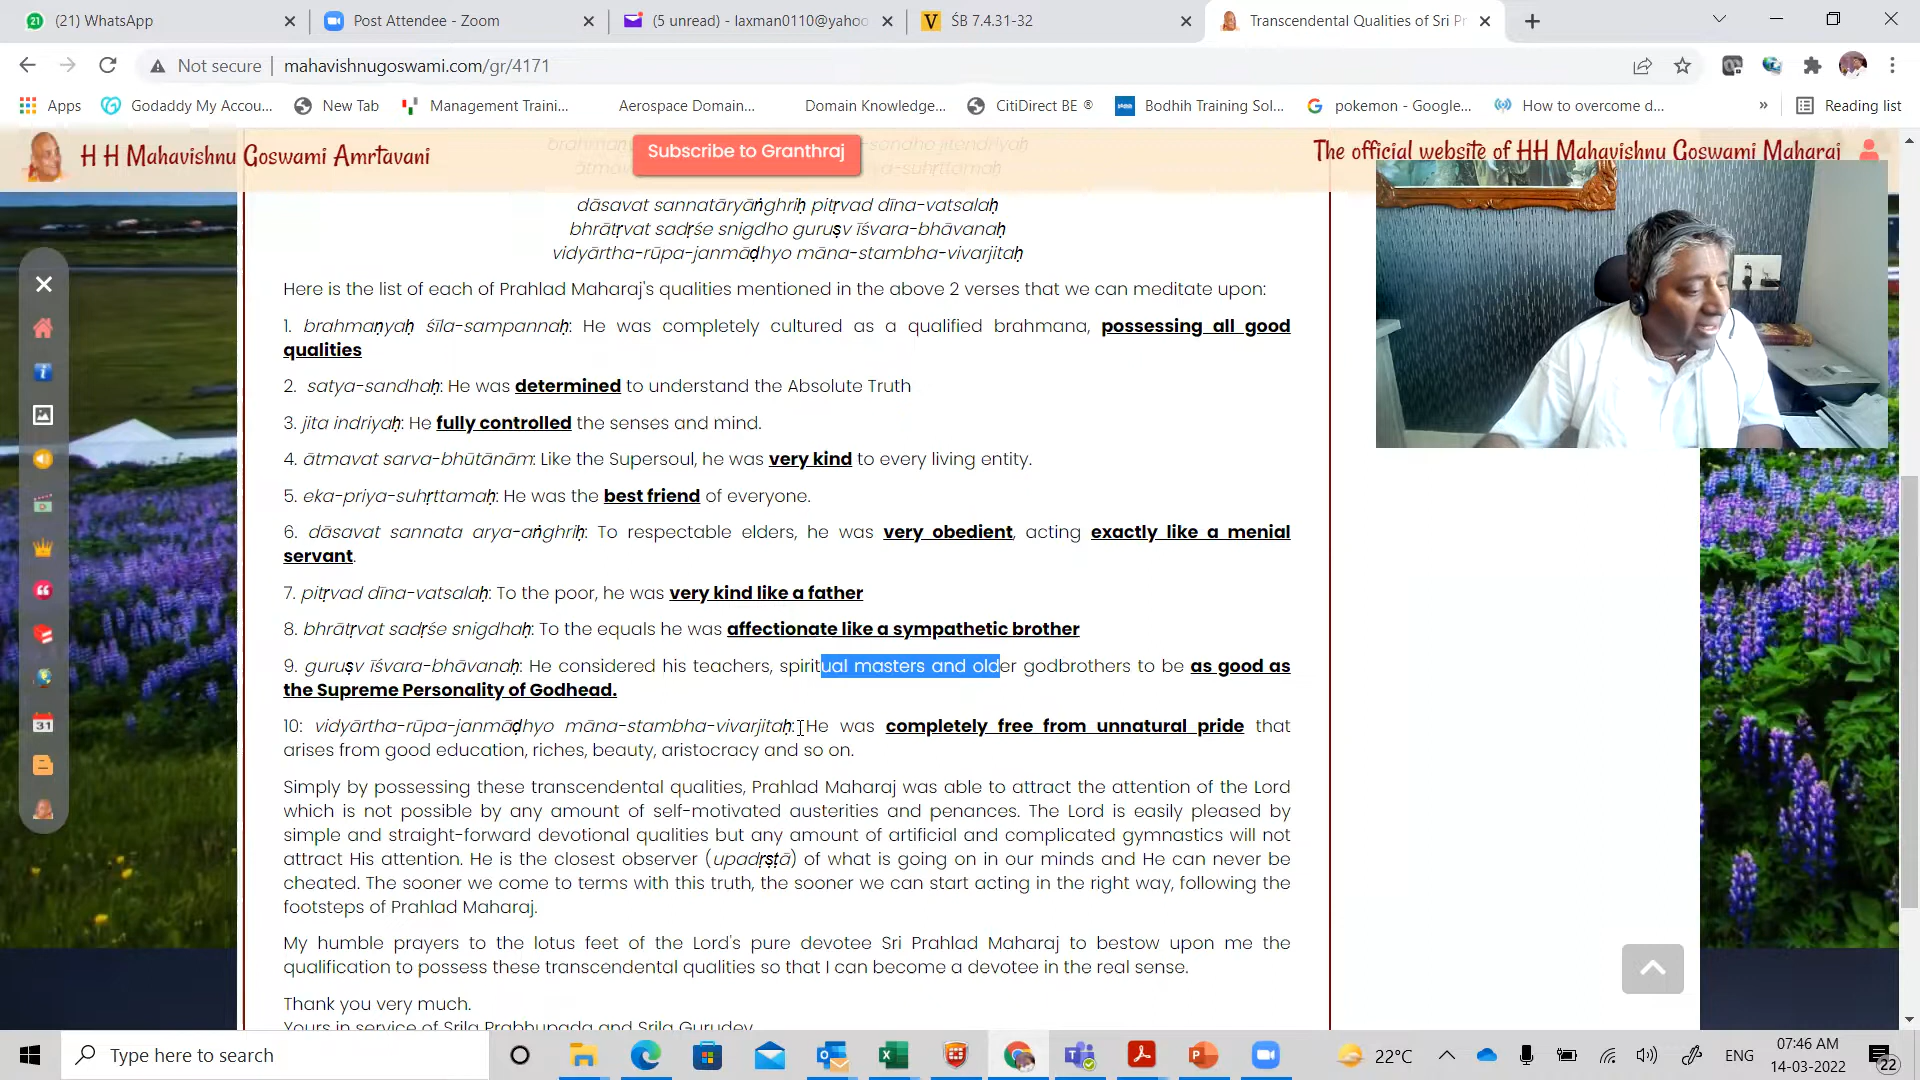 (21) WhatsApp
Post Attendee - Zoom
(5 unread) - laxman0110@yahoo
ŚB 7.4.31-32
Transcendental Qualities of Sri Pr
Not secure
mahavishnugoswami.com/gr/4171
Apps
Godaddy My Accou...
New Tab
Management Traini...
Aerospace Domain...
Domain Knowledge...
CitiDirect BE ®
Bodhih Training Sol...
pokemon - Google...
How to overcome d...
»
Reading list
H H Mahavishnu Goswami Amrtavani
Subscribe to Granthraj
The official website of HH Mahavishnu Goswami Maharaj
dāsavat sannatāryāṅghriḥ pitṛvad dīna-vatsalaḥ
bhrātṛvat sadṛśe snigdho guruṣv īśvara-bhāvanaḥ
vidyārtha-rūpa-janmāḍhyo māna-stambha-vivarjitaḥ
Here is the list of each of Prahlad Maharaj's qualities mentioned in the above 2 verses that we can meditate upon:
1. brahmaṇyaḥ śīla-sampannaḥ: He was completely cultured as a qualified brahmana, possessing all good
qualities
2. satya-sandhaḥ: He was determined to understand the Absolute Truth
3. jita indriyaḥ: He fully controlled the senses and mind.
4. ātmavat sarva-bhūtānām: Like the Supersoul, he was very kind to every living entity.
5. eka-priya-suhṛttamaḥ: He was the best friend of everyone.
6. dāsavat sannata arya-aṅghriḥ: To respectable elders, he was very obedient, acting exactly like a menial
servant.
7. pitṛvad dīna-vatsalaḥ: To the poor, he was very kind like a father
8. bhrātṛvat sadṛśe snigdhaḥ: To the equals he was affectionate like a sympathetic brother
9. guruṣv īśvara-bhāvanaḥ: He considered his teachers, spiritual masters and older godbrothers to be as good as
the Supreme Personality of Godhead.
10: vidyārtha-rūpa-janmāḍhyo māna-stambha-vivarjitaḥ: He was completely free from unnatural pride that
arises from good education, riches, beauty, aristocracy and so on.
Simply by possessing these transcendental qualities, Prahlad Maharaj was able to attract the attention of the Lord
which is not possible by any amount of self-motivated austerities and penances. The Lord is easily pleased by
simple and straight-forward devotional qualities but any amount of artificial and complicated gymnastics will not
attract His attention. He is the closest observer (upadṛṣṭā) of what is going on in our minds and He can never be
cheated. The sooner we come to terms with this truth, the sooner we can start acting in the right way, following the
footsteps of Prahlad Maharaj.
My humble prayers to the lotus feet of the Lord's pure devotee Sri Prahlad Maharaj to bestow upon me the
qualification to possess these transcendental qualities so that I can become a devotee in the real sense.
Thank you very much.
Yours in service of Srila Prabhupada and Srila Gurudev
31
Type here to search
22°C
ENG
07:46 AM
14-03-2022
22